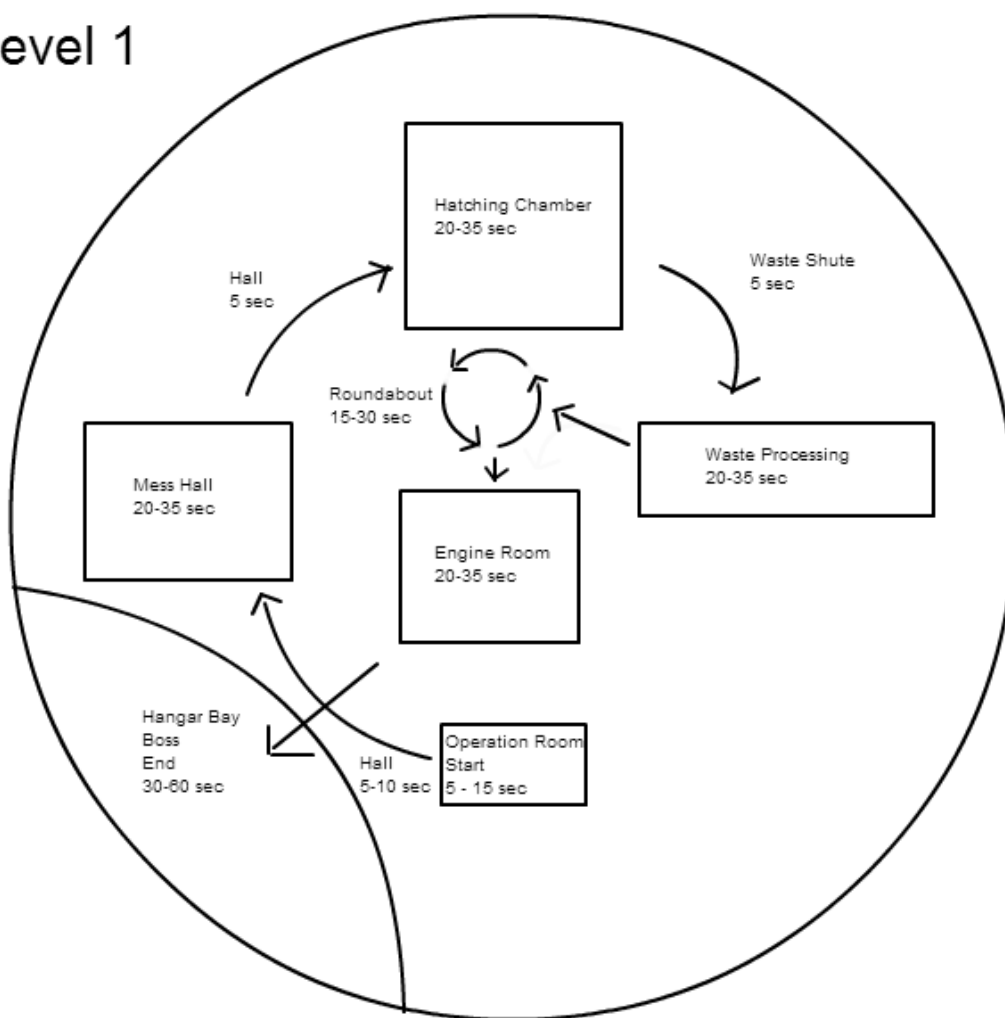 evel 1
Hatching Chamber
20-35 sec
Hall
5 sec
Waste Shute
5 sec
Roundabout
15-30 sec
Mess Hall
20-35 sec
Waste Processing
20-35 sec
Engine Room
20-35 sec
Hangar Bay
Boss
End
30-60 sec
Hall
5-10 sec
Operation Room
Start
5 - 15 sec